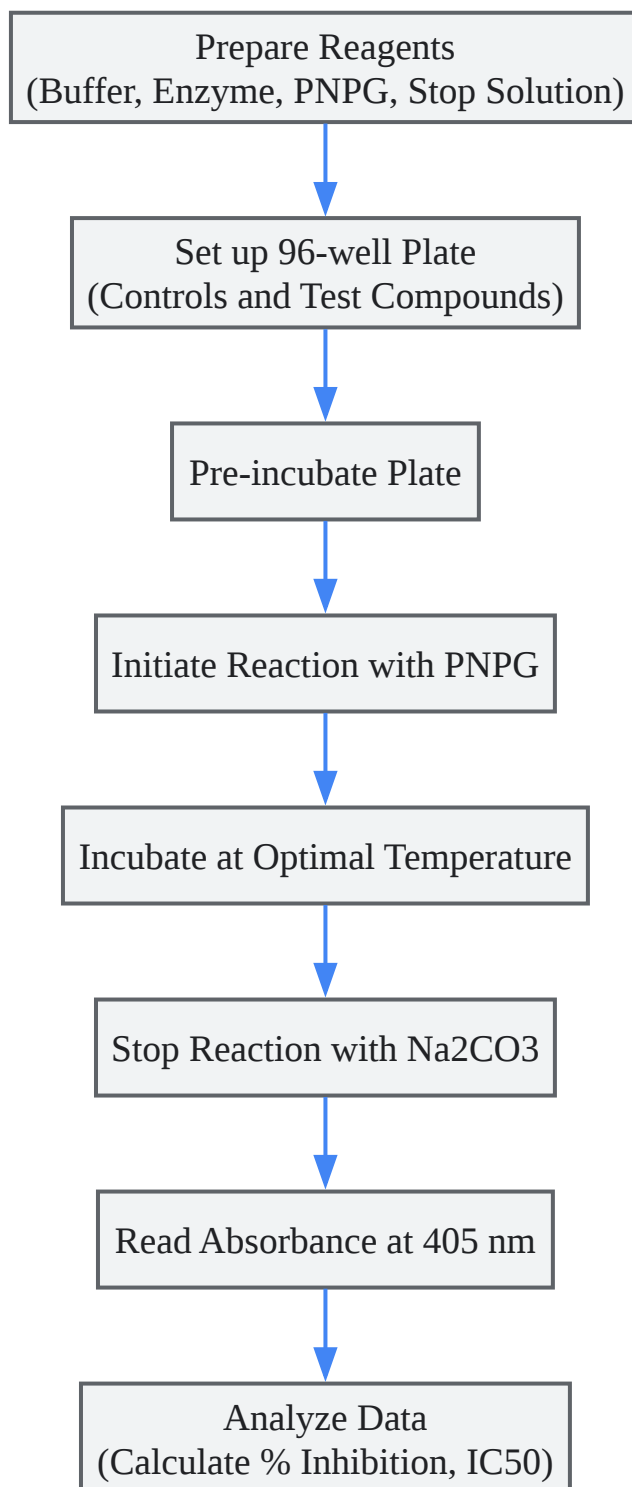 Prepare Reagents
(Buffer, Enzyme, PNPG, Stop Solution)
Set up 96-well Plate
(Controls and Test Compounds)
Pre-incubate Plate
Initiate Reaction with PNPG
Incubate at Optimal Temperature
Stop Reaction with Na2CO3
Read Absorbance at 405 nm
Analyze Data
(Calculate % Inhibition, IC50)